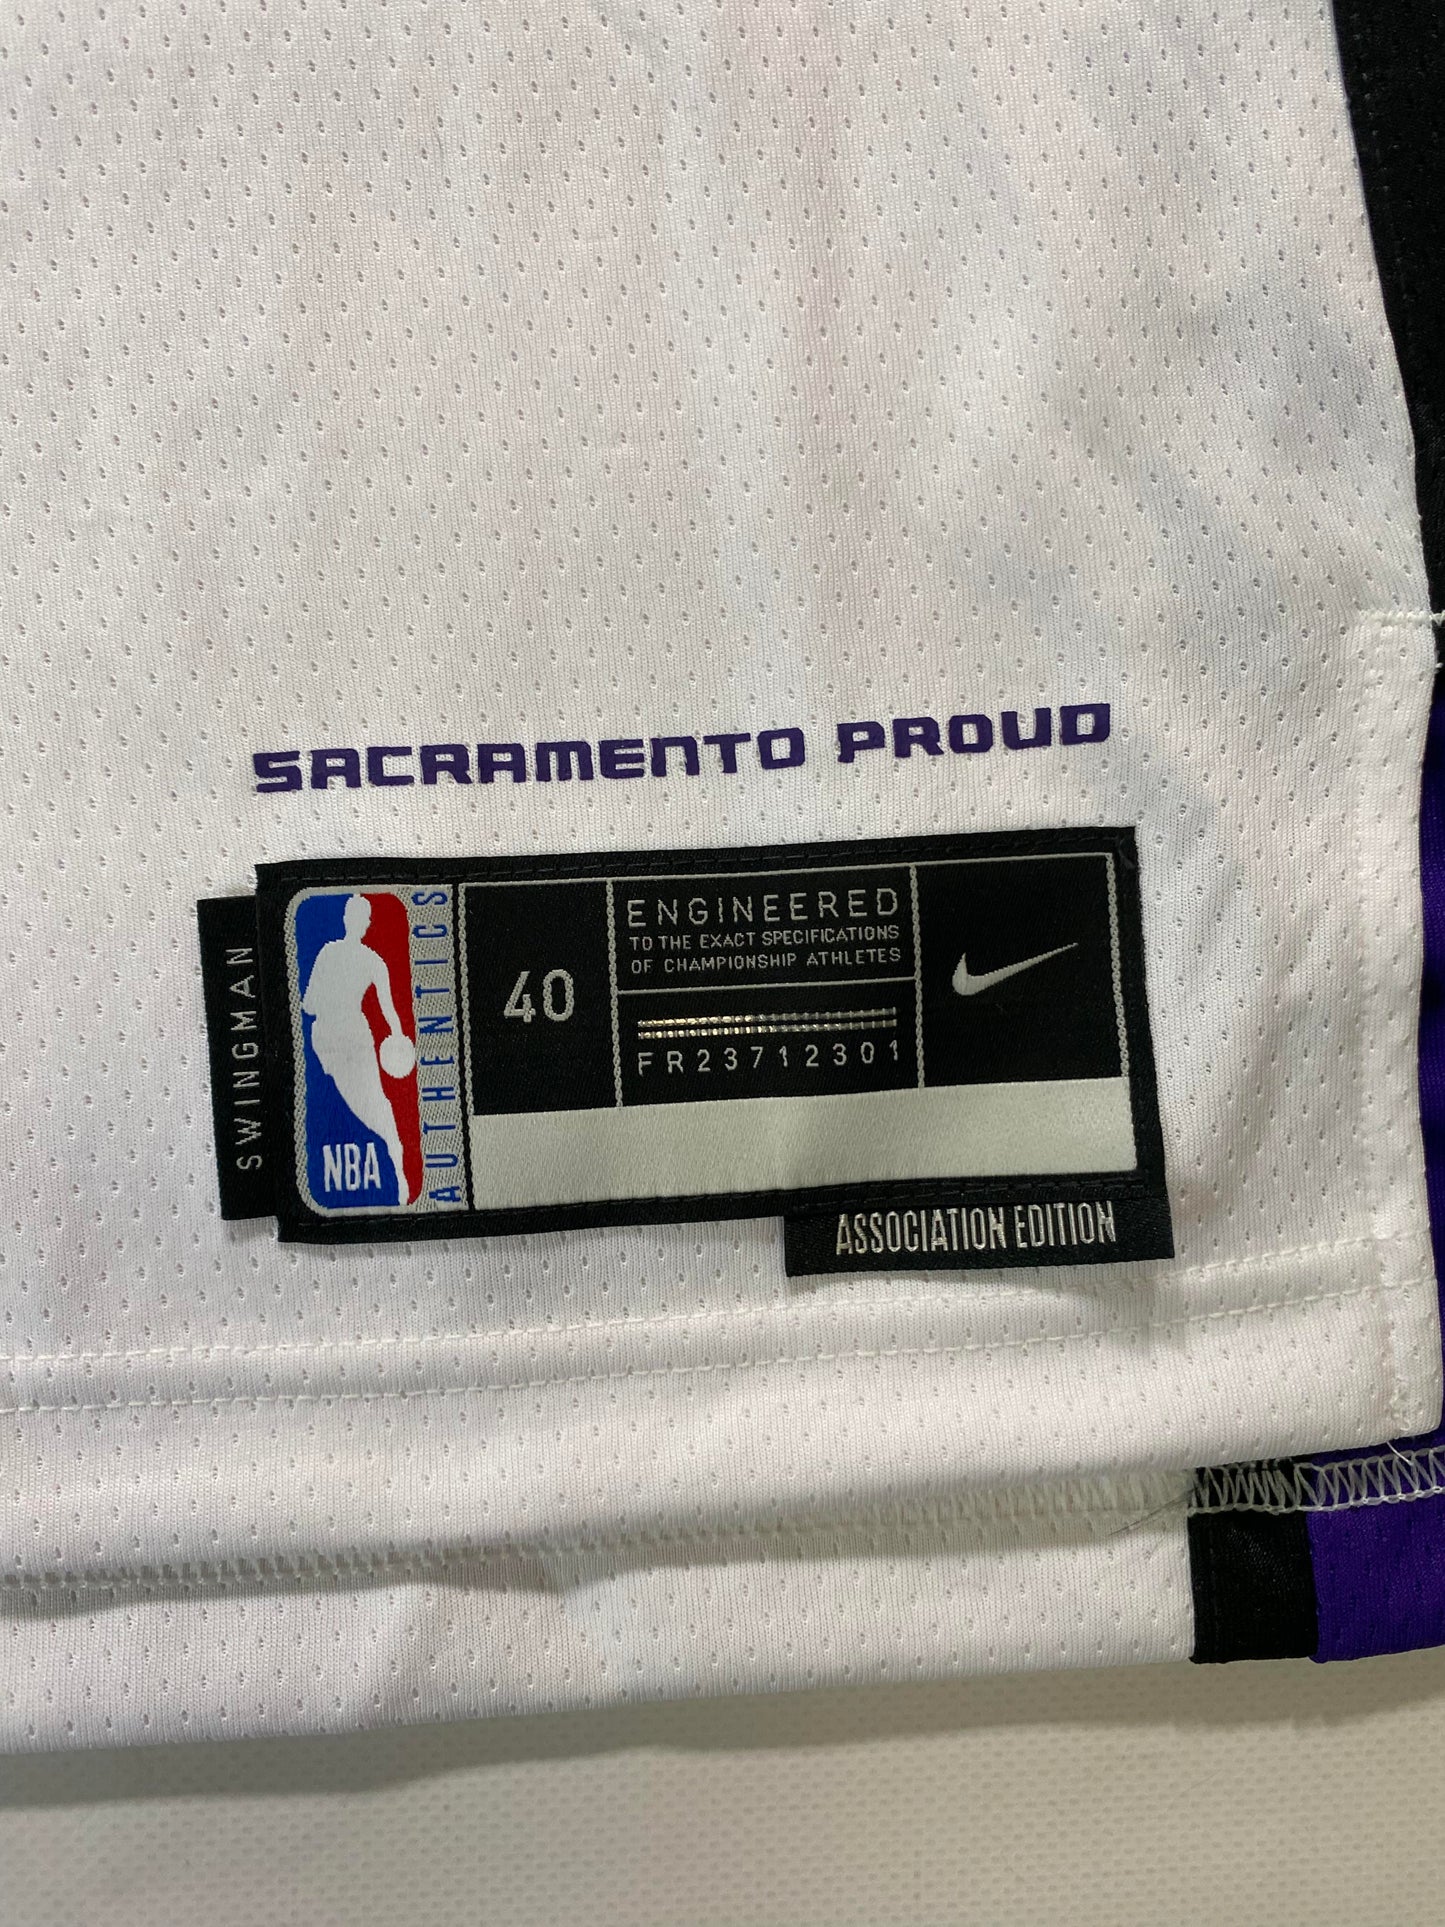 SACRAMENTO PROUD
SWINGMAN
NBA
AUTHENTICS
40
ENGINEERED
TO THE EXACT SPECIFICATIONS
OF CHAMPIONSHIP ATHLETES
FR23712301
ASSOCIATION EDITION